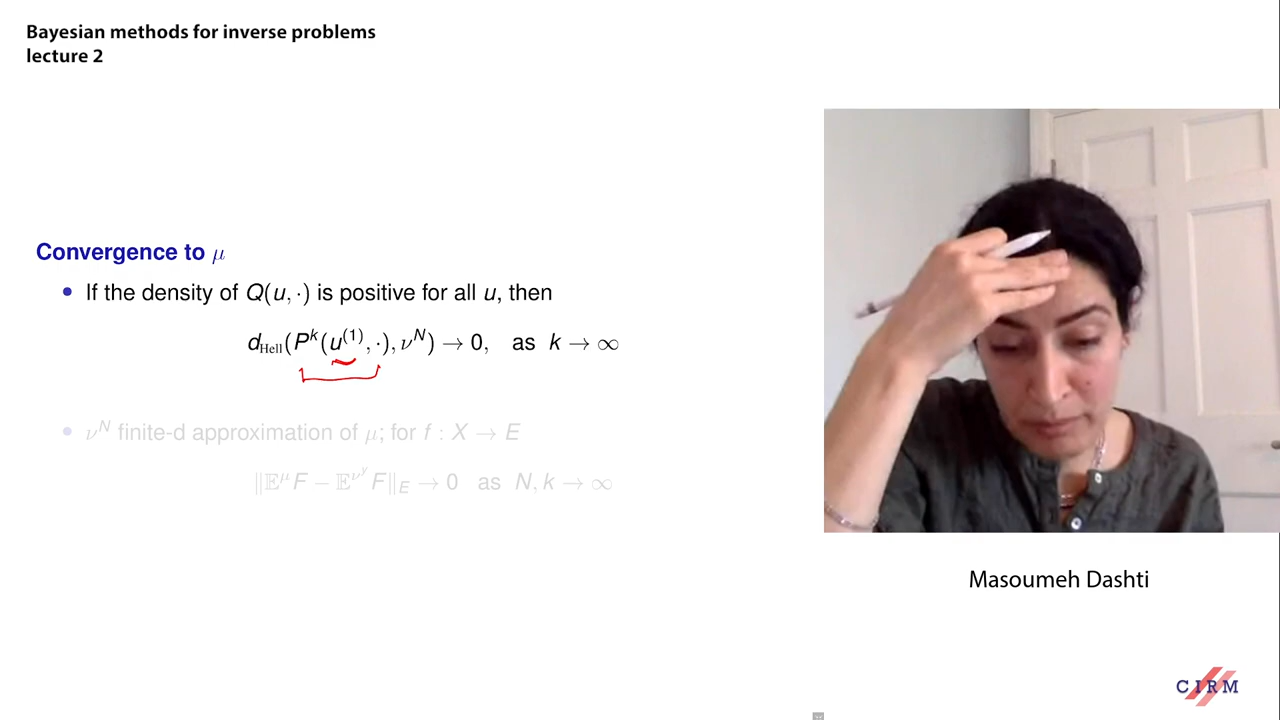 Bayesian methods for inverse problems
lecture 2
Convergence to μ
• If the density of Q(u, ·) is positive for all u, then
d_Hell(P^k(u^(1), ·), ν^N) → 0, as k → ∞
• ν^N finite-d approximation of μ; for f : X → E
‖𝔼^μ F − 𝔼^{ν^y} F‖_E → 0 as N, k → ∞
Masoumeh Dashti
CIRM